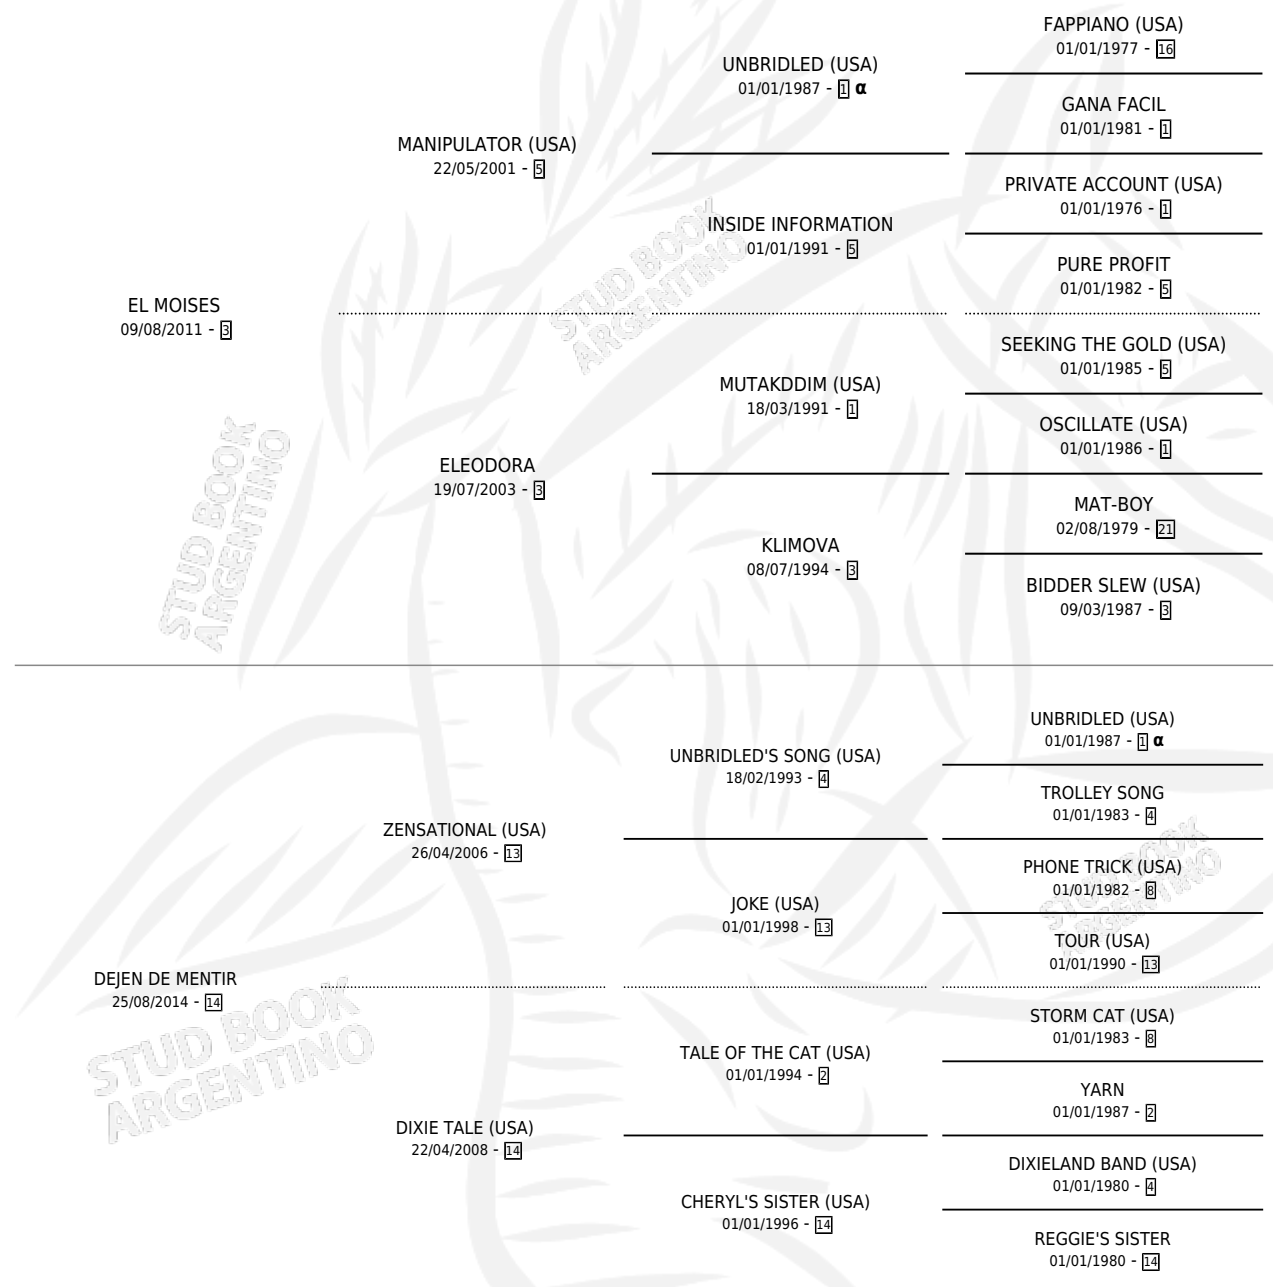 FAPPIANO (USA)
01/01/1977 - 16
UNBRIDLED (USA)
01/01/1987 - 1 α
GANA FACIL
01/01/1981 - 1
MANIPULATOR (USA)
22/05/2001 - 5
PRIVATE ACCOUNT (USA)
01/01/1976 - 1
INSIDE INFORMATION
01/01/1991 - 5
PURE PROFIT
01/01/1982 - 5
EL MOISES
09/08/2011 - 3
SEEKING THE GOLD (USA)
01/01/1985 - 5
MUTAKDDIM (USA)
18/03/1991 - 1
OSCILLATE (USA)
01/01/1986 - 1
ELEODORA
19/07/2003 - 3
MAT-BOY
02/08/1979 - 21
KLIMOVA
08/07/1994 - 3
BIDDER SLEW (USA)
09/03/1987 - 3
STUD BOOK
ARGENTINO
STUD BOOK
ARGENTINO
UNBRIDLED (USA)
01/01/1987 - 1 α
UNBRIDLED'S SONG (USA)
18/02/1993 - 4
TROLLEY SONG
01/01/1983 - 4
ZENSATIONAL (USA)
26/04/2006 - 13
PHONE TRICK (USA)
01/01/1982 - 8
JOKE (USA)
01/01/1998 - 13
TOUR (USA)
01/01/1990 - 13
DEJEN DE MENTIR
25/08/2014 - 14
STORM CAT (USA)
01/01/1983 - 8
TALE OF THE CAT (USA)
01/01/1994 - 2
YARN
01/01/1987 - 2
DIXIE TALE (USA)
22/04/2008 - 14
DIXIELAND BAND (USA)
01/01/1980 - 4
CHERYL'S SISTER (USA)
01/01/1996 - 14
REGGIE'S SISTER
01/01/1980 - 14
STUD BOOK
ARGENTINO
STUD BOOK
ARGENTINO